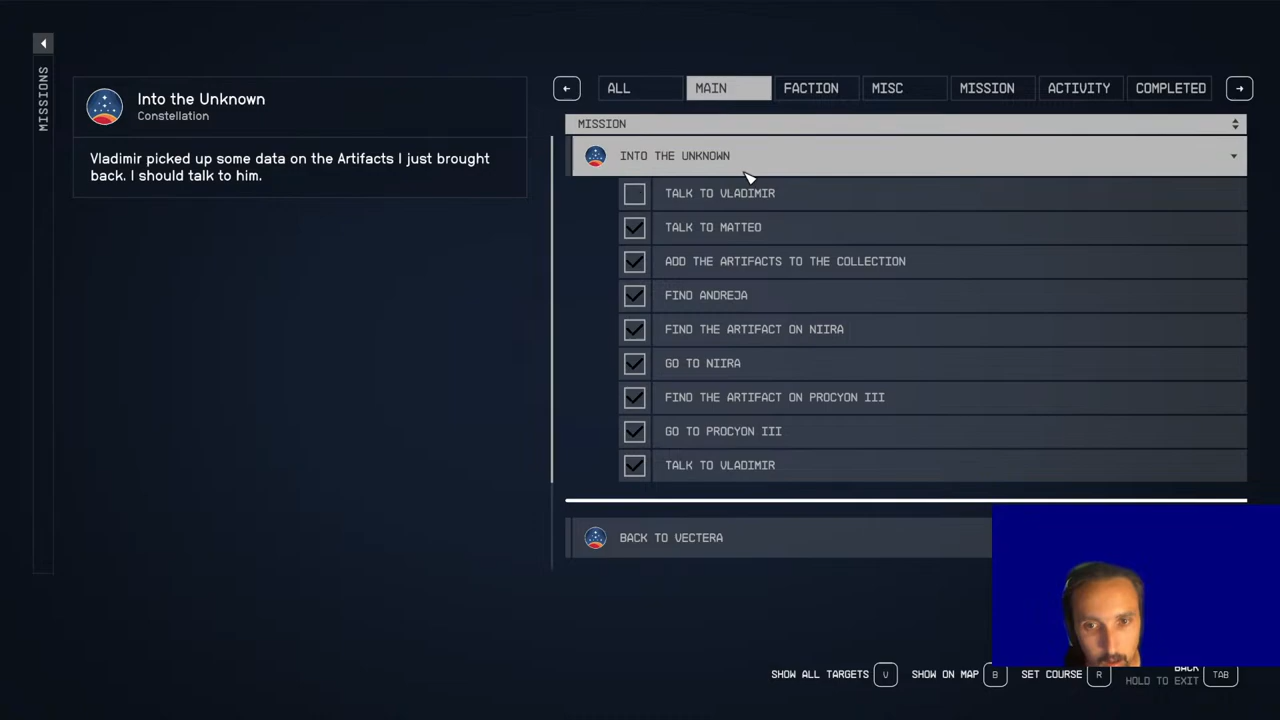 MISSIONS
Into the Unknown
Constellation
Vladimir picked up some data on the Artifacts I just brought
back. I should talk to him.
ALL
MAIN
FACTION
MISC
MISSION
ACTIVITY
COMPLETED
MISSION
INTO THE UNKNOWN
TALK TO VLADIMIR
TALK TO MATTEO
ADD THE ARTIFACTS TO THE COLLECTION
FIND ANDREJA
FIND THE ARTIFACT ON NIIRA
GO TO NIIRA
FIND THE ARTIFACT ON PROCYON III
GO TO PROCYON III
TALK TO VLADIMIR
BACK TO VECTERA
SHOW ALL TARGETS V
SHOW ON MAP B
SET COURSE R
BACK
HOLD TO EXIT TAB